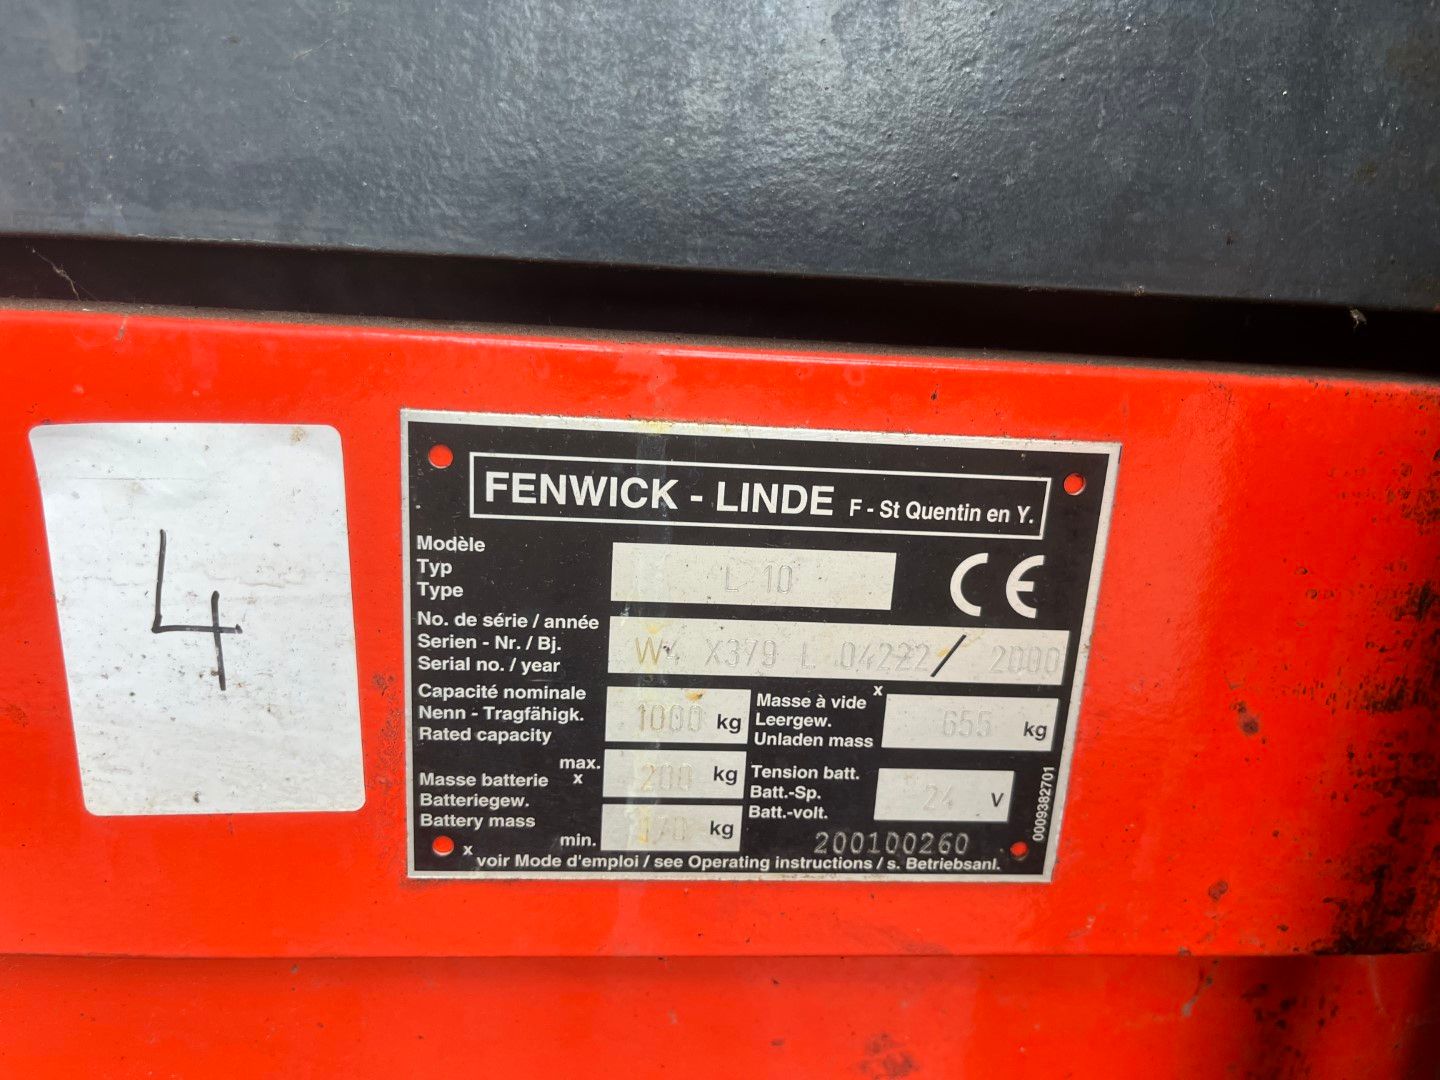 4
FENWICK - LINDE F - St Quentin en Y.
Modèle
Typ
Type
L 10
CE
No. de série / année
Serien - Nr. / Bj.
Serial no. / year
W4 X379 L 04222 / 2000
Capacité nominale
Nenn - Tragfähigk.
Rated capacity
1000 kg
Masse à vide x
Leergew.
Unladen mass
655 kg
Masse batterie x
Batteriegew.
Battery mass
max.
200 kg
min.
170 kg
Tension batt.
Batt.-Sp.
Batt.-volt.
24 V
200100260
0009382701
x voir Mode d'emploi / see Operating instructions / s. Betriebsanl.